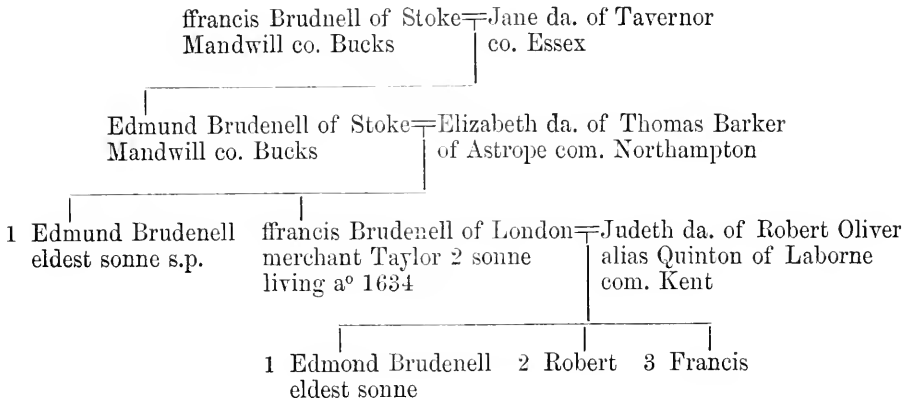 ffrancis Brudnell of Stoke=Jane da. of Tavernor
Mandwill co. Bucks co. Essex
Edmund Brudenell of Stoke=Elizabeth da. of Thomas Barker
Mandwill co. Bucks of Astrope com. Northampton
1 Edmund Brudenell ffrancis Brudenell of London=Judeth da. of Robert Oliver
eldest sonne s.p. merchant Taylor 2 sonne alias Quinton of Laborne
living aº 1634 com. Kent
1 Edmond Brudenell 2 Robert 3 Francis
eldest sonne